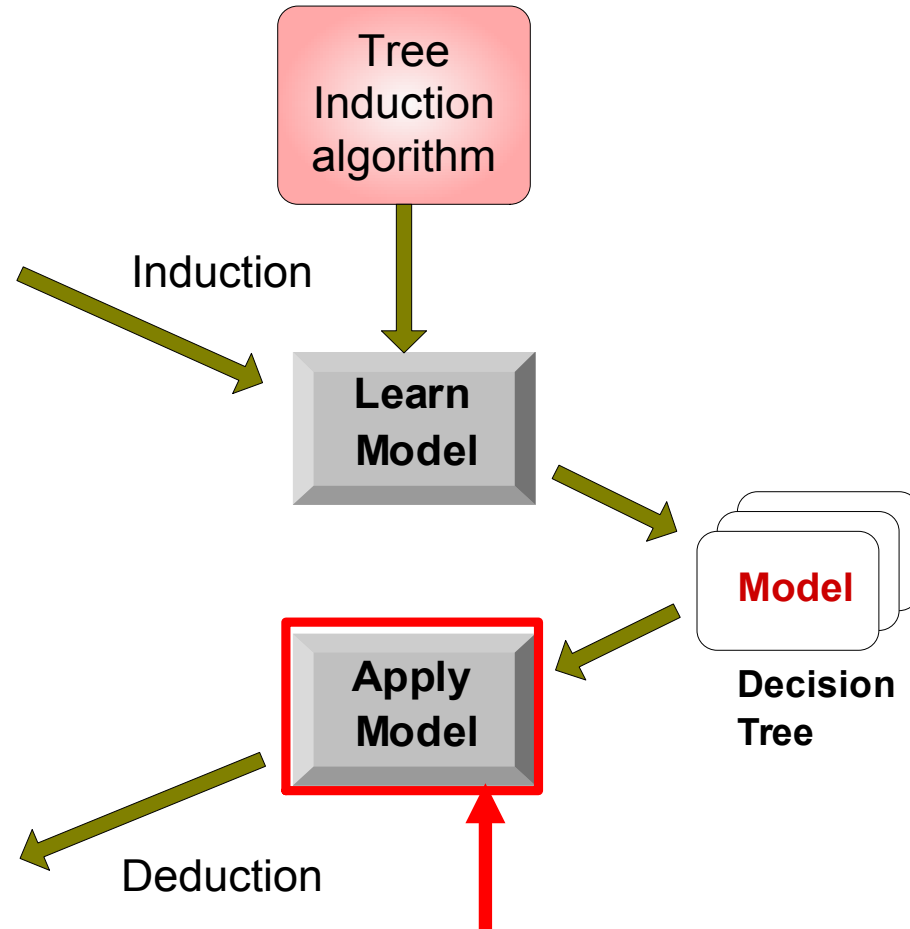 Tree
Induction
algorithm
Induction
Learn
Model
Model
Decision
Tree
Apply
Model
Deduction